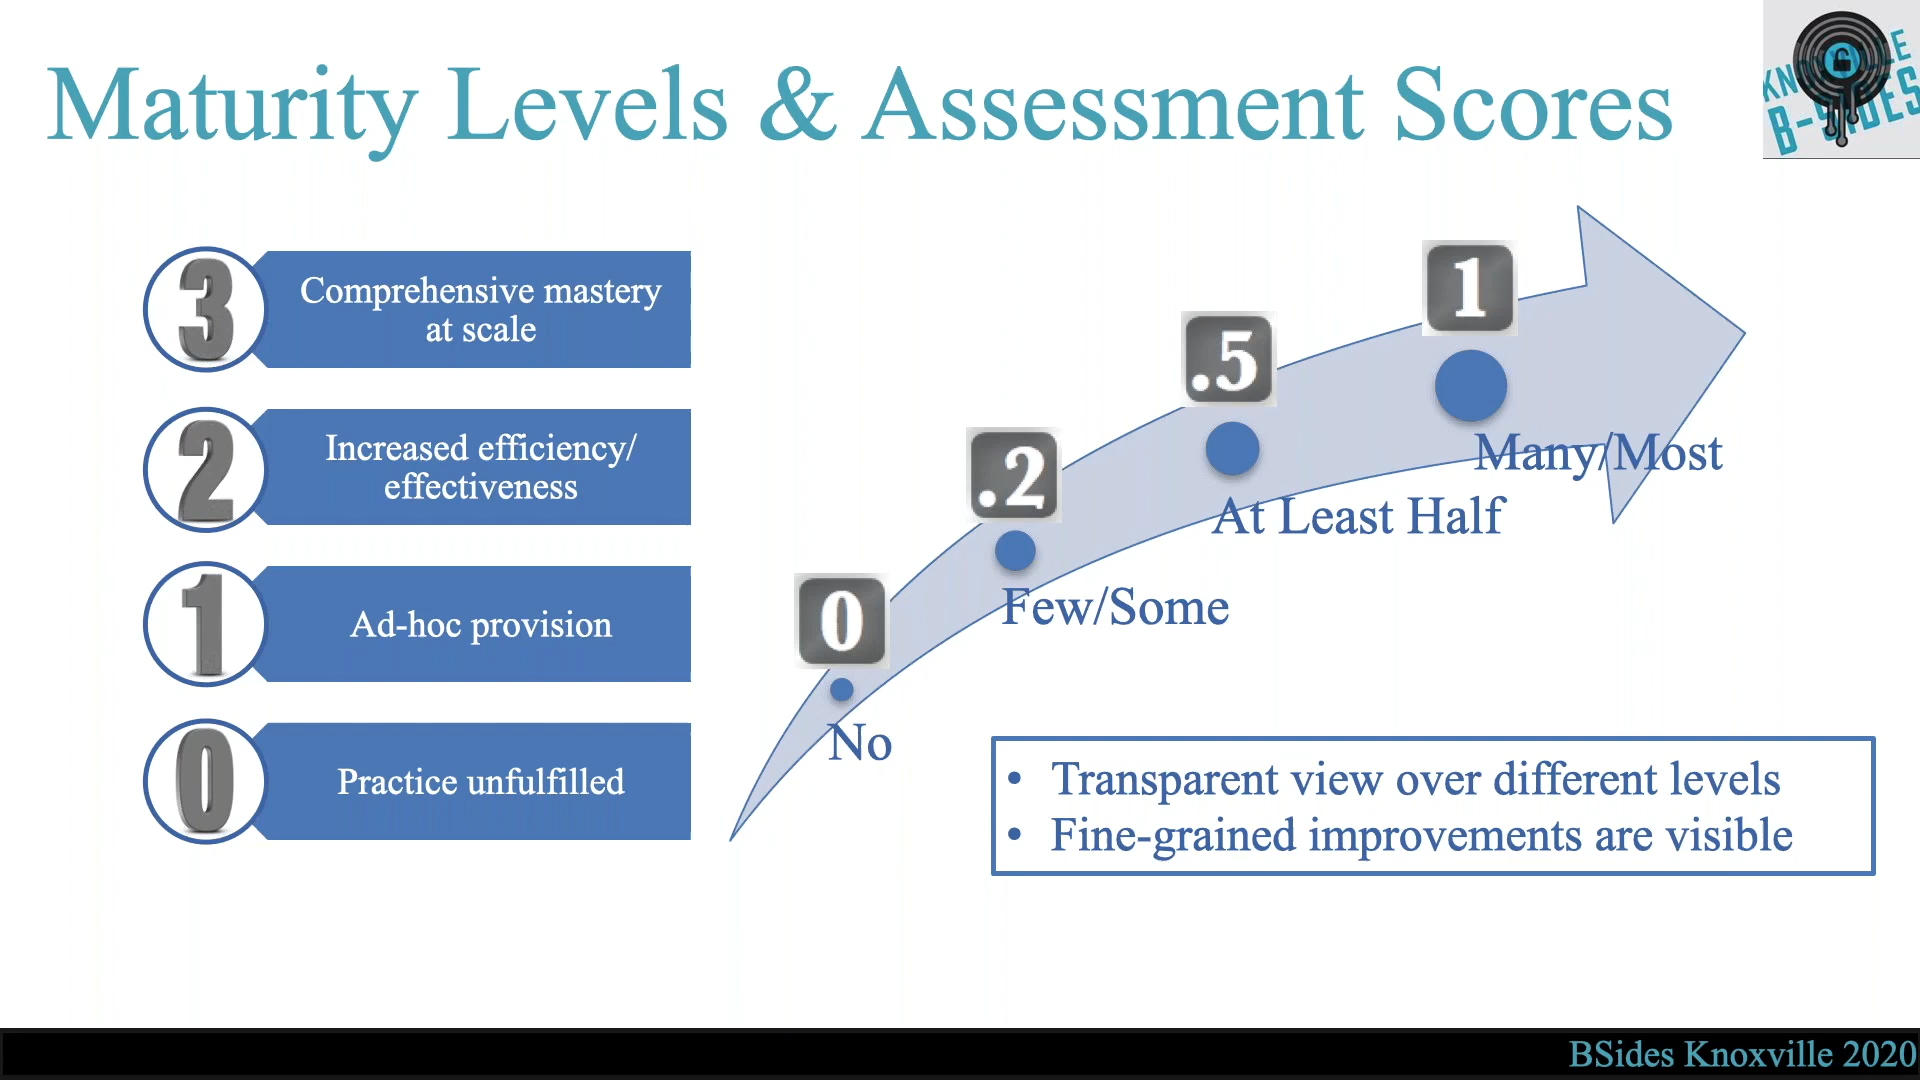 Maturity Levels & Assessment Scores
KNOXVILLE
B-SIDES
3
Comprehensive mastery
at scale
2
Increased efficiency/
effectiveness
1
Ad-hoc provision
0
Practice unfulfilled
0
No
.2
Few/Some
.5
At Least Half
1
Many/Most
• Transparent view over different levels
• Fine-grained improvements are visible
BSides Knoxville 2020